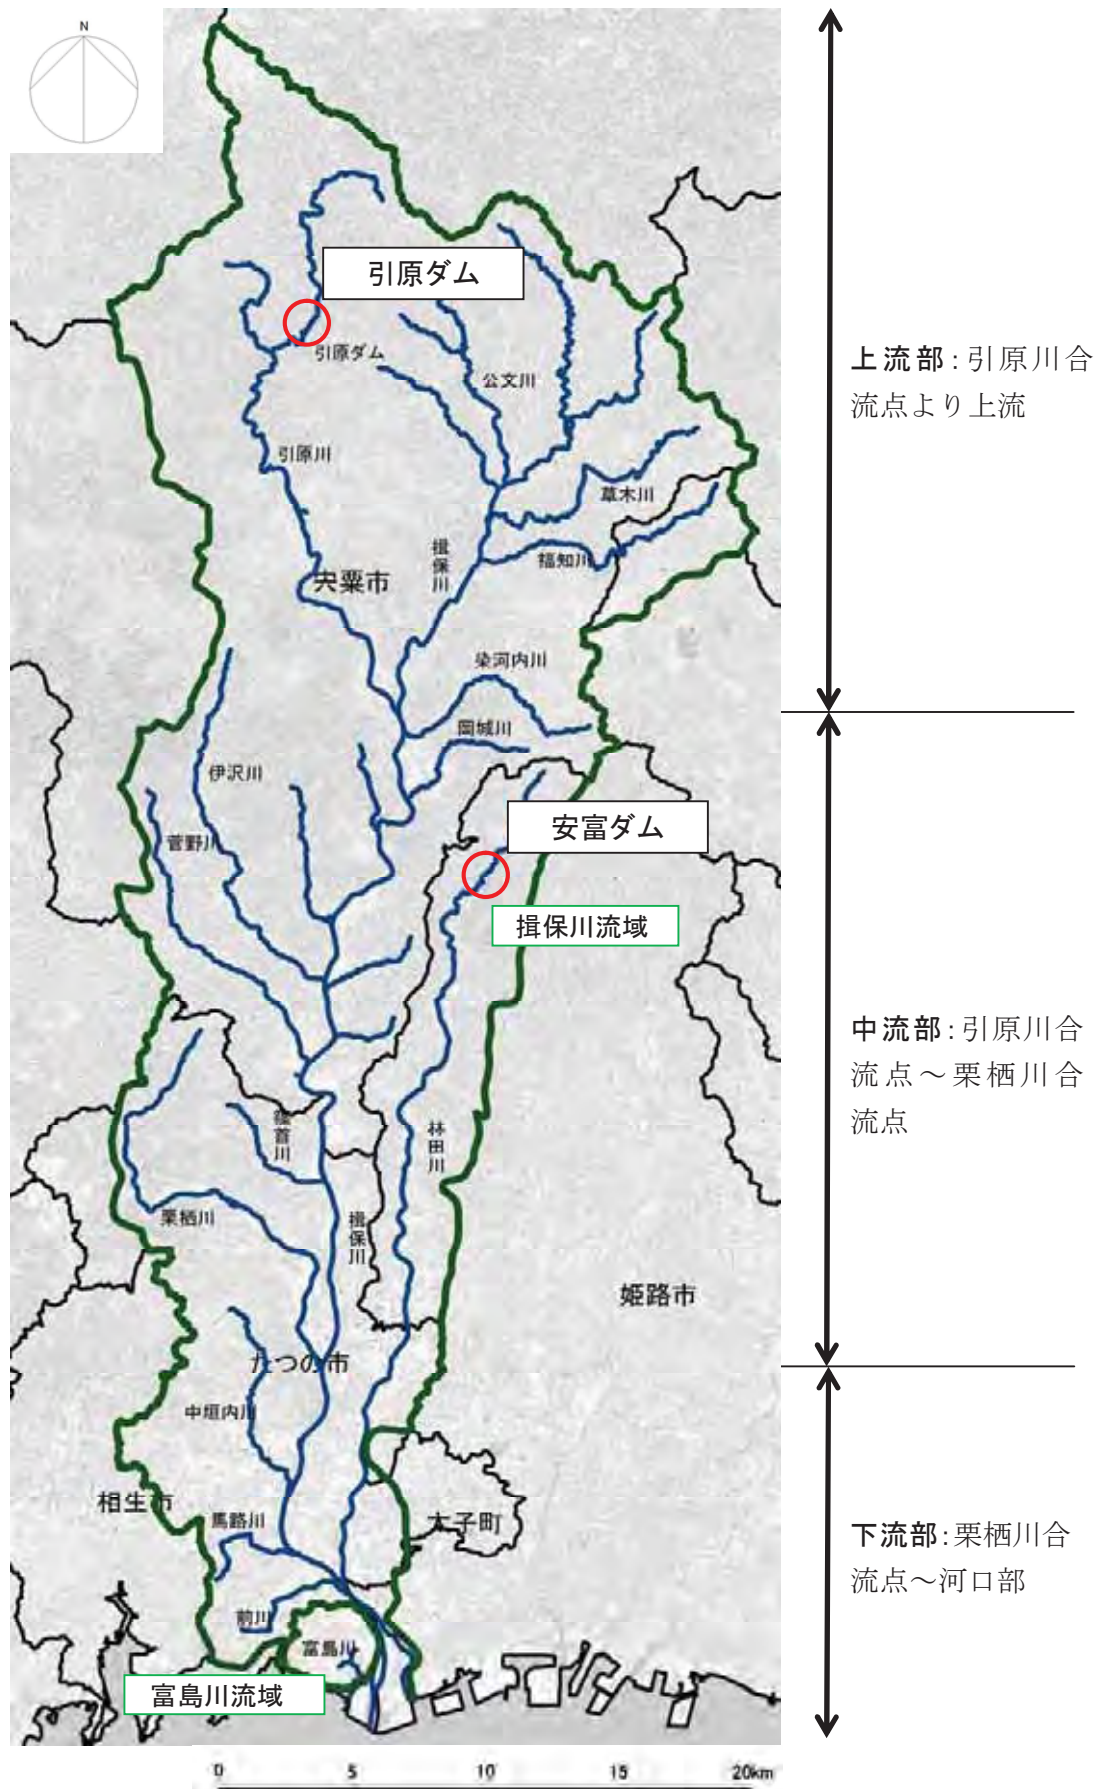 N
引原ダム
引原ダム
公文川
上流部：引原川合
流点より上流
引原川
草木川
揖保川
福知川
宍粟市
染河内川
岡城川
伊沢川
安富ダム
菅野川
揖保川流域
中流部：引原川合
流点～栗栖川合
流点
篠首川
林田川
栗栖川
揖保川
姫路市
たつの市
中垣内川
相生市
馬路川
太子町
下流部：栗栖川合
流点～河口部
前川
富島川
富島川流域
0 5 10 15 20km